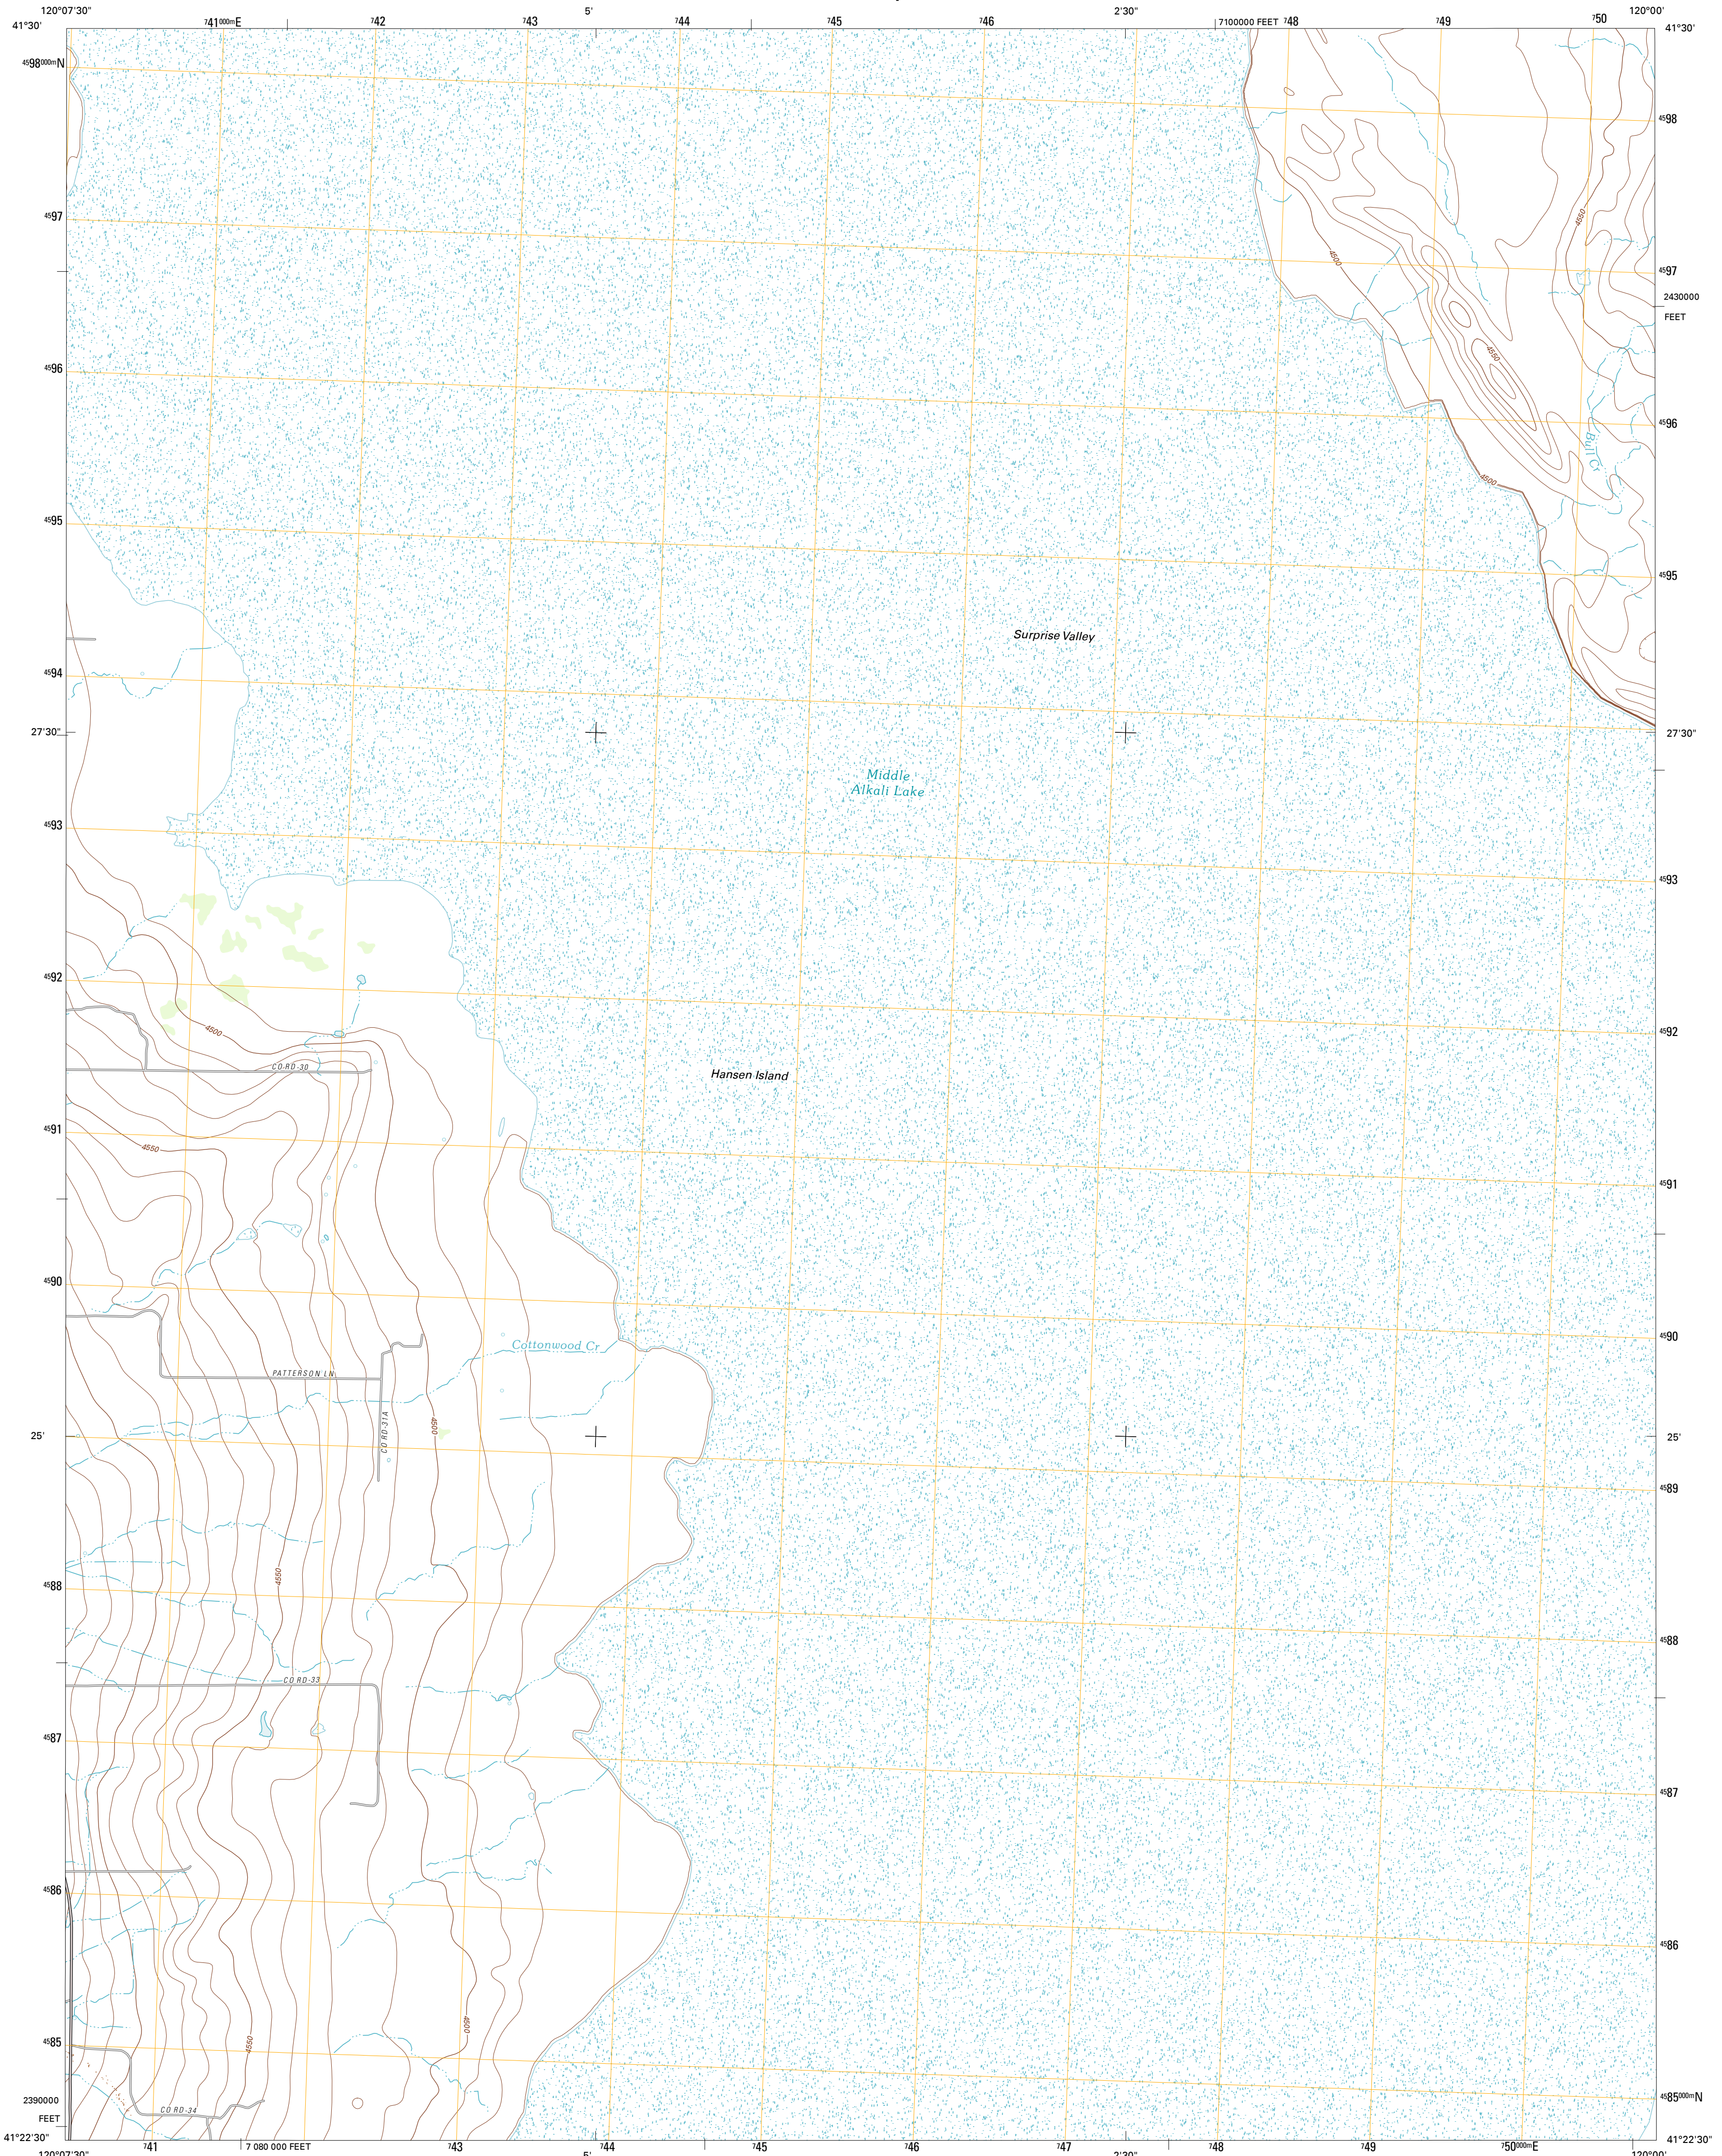 120°07'30" 5' 2'30" 120°00'
41°30' 741000mE 742 743 744 745 746 7100000 FEET 748 749 750 41°30'
4598000mN
4598
4597
4550
4500
4597
2430000
FEET
4596
4550
4596
Bull Cr
4500
4595
4595
Surprise Valley
4594
27'30" 27'30"
Middle
Alkali Lake
4593
4593
4592
4500
4592
CO RD-30
Hansen Island
4591
4550
4591
4590
4590
Cottonwood Cr
PATTERSON LN
CO RD-31A
4500
25' 25'
4589
4550
4588
4588
CO RD-33
4587
4587
4586
4586
4500
4550
4585
2390000
FEET
4585000mN
CO RD-34
41°22'30" 741 7 080 000 FEET 743 744 745 746 747 748 749 750000mE 41°22'30"
120°07'30" 5' 2'30" 120°00'